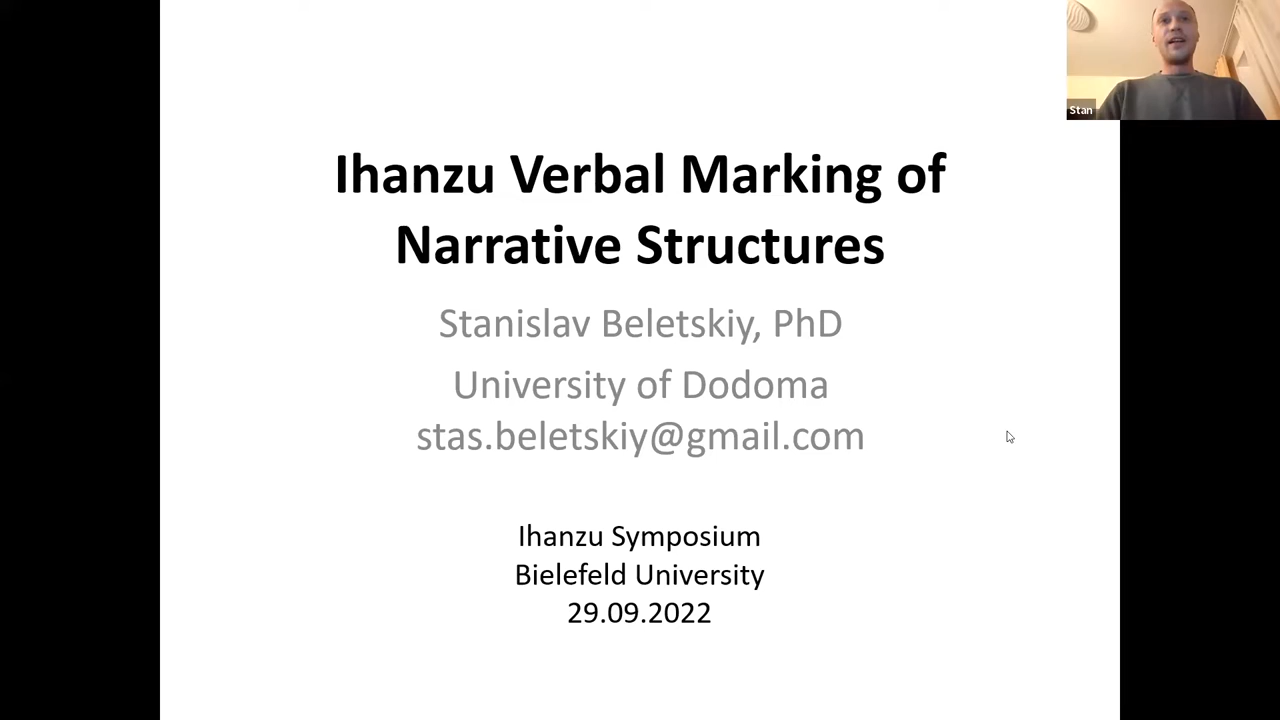 Stan
Ihanzu Verbal Marking of
Narrative Structures
Stanislav Beletskiy, PhD
University of Dodoma
stas.beletskiy@gmail.com
Ihanzu Symposium
Bielefeld University
29.09.2022